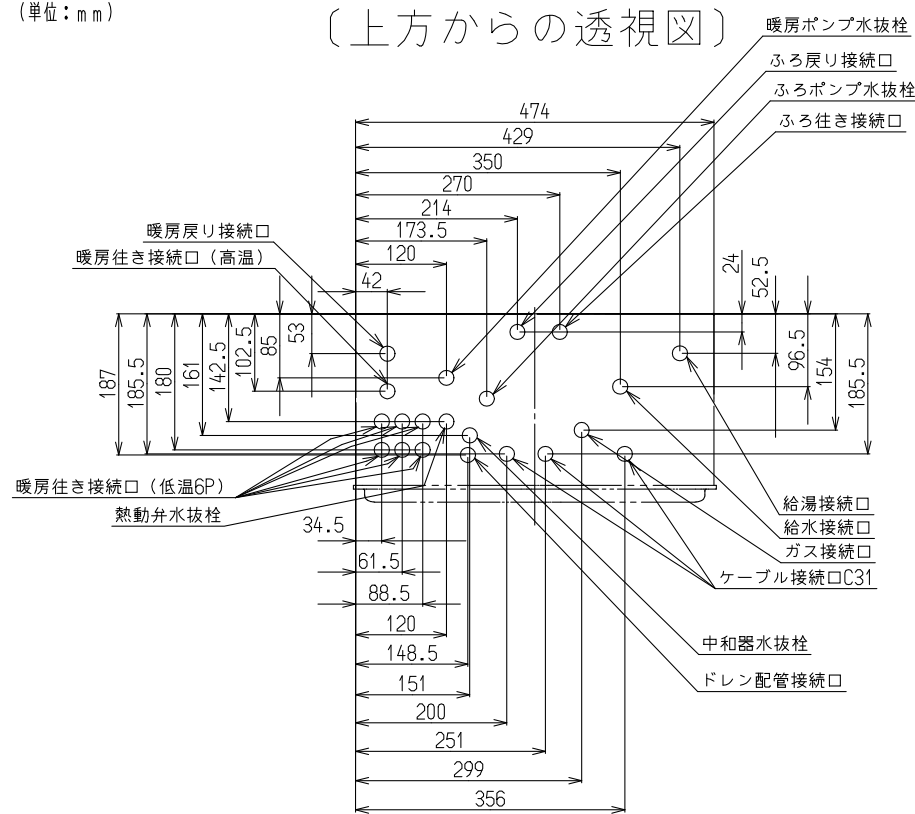 (単位:mm)
〔上方からの透視図〕
暖房ポンプ水抜栓
ふろ戻り接続口
ふろポンプ水抜栓
ふろ往き接続口
474
429
350
270
214
173.5
120
42
暖房戻り接続口
暖房往き接続口(高温)
24
52.5
96.5
154
185.5
187
185.5
180
161
142.5
102.5
85
53
暖房往き接続口(低温6P)
熱動弁水抜栓
給湯接続口
給水接続口
ガス接続口
ケーブル接続口C31
中和器水抜栓
ドレン配管接続口
34.5
61.5
88.5
120
148.5
151
200
251
299
356